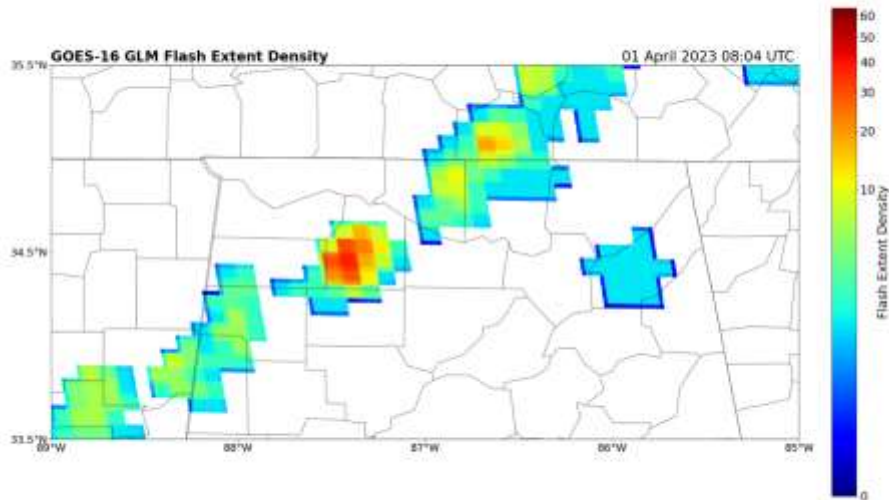 GOES-16 GLM Flash Extent Density
01 April 2023 08:04 UTC
35.5°N
34.5°N
33.5°N
89°W
88°W
87°W
86°W
85°W
60
50
40
30
20
10
0
Flash Extent Density